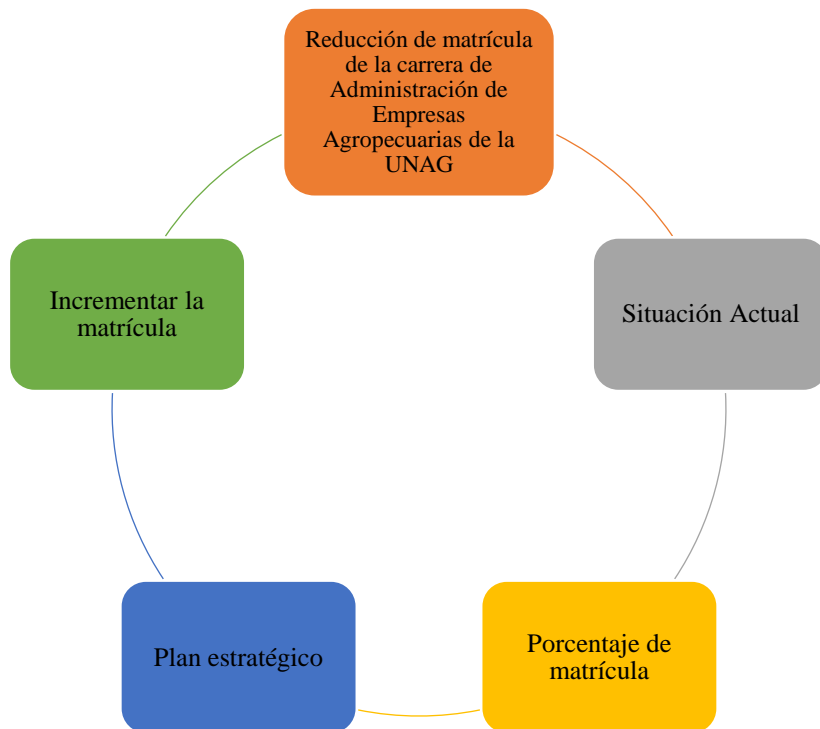 Reducción de matrícula
de la carrera de
Administración de
Empresas
Agropecuarias de la
UNAG
Situación Actual
Porcentaje de
matrícula
Plan estratégico
Incrementar la
matrícula